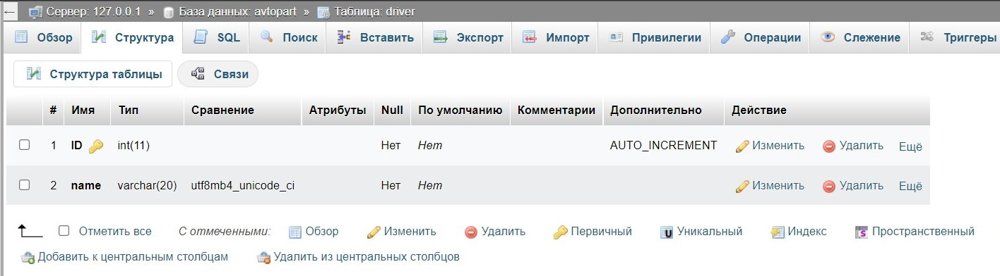 ← Сервер: 127.0.0.1 » База данных: avtopart » Таблица: driver
Обзор Структура SQL Поиск Вставить Экспорт Импорт Привилегии Операции Слежение Триггеры
Структура таблицы Связи
# Имя Тип Сравнение Атрибуты Null По умолчанию Комментарии Дополнительно Действие
1 ID int(11) Нет Нет AUTO_INCREMENT Изменить Удалить Ещё
2 name varchar(20) utf8mb4_unicode_ci Нет Нет Изменить Удалить Ещё
Отметить все С отмеченными: Обзор Изменить Удалить Первичный Уникальный Индекс Пространственный
Добавить к центральным столбцам Удалить из центральных столбцов